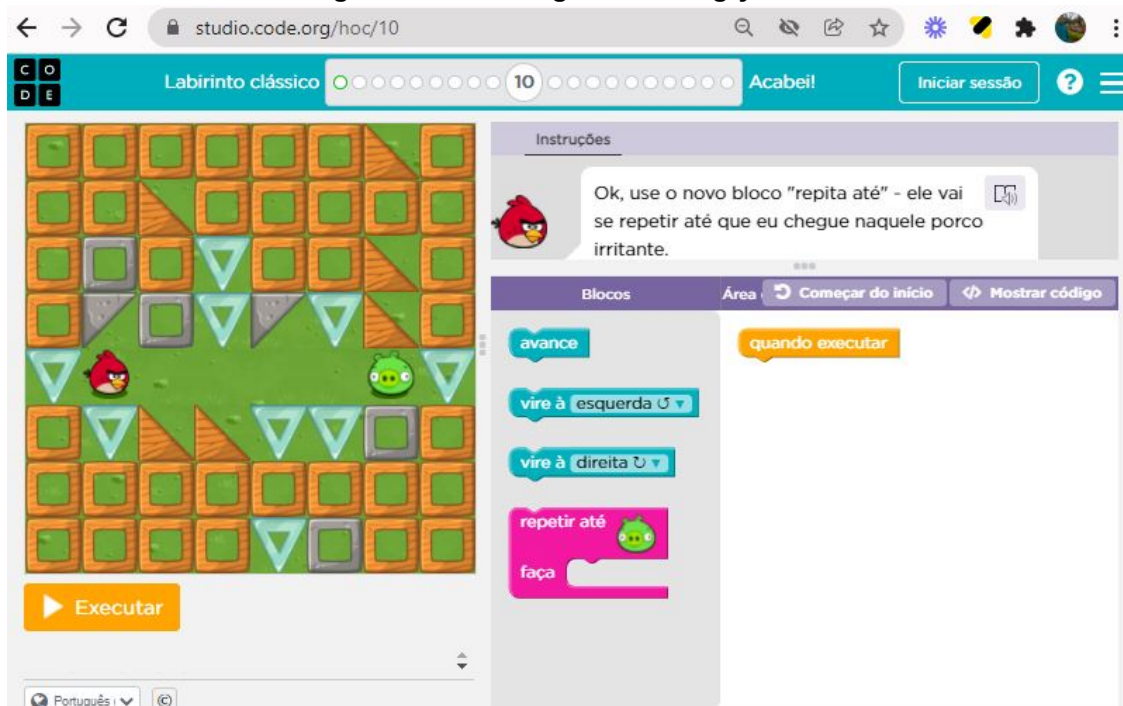 studio.code.org/hoc/10
C O
D E
Labirinto clássico
10
Acabei!
Iniciar sessão
?
Instruções
Ok, use o novo bloco "repita até" - ele vai
se repetir até que eu chegue naquele porco
irritante.
Blocos
Área
Começar do início
Mostrar código
avance
vire à esquerda
vire à direita
repetir até
faça
quando executar
Executar
Português
©